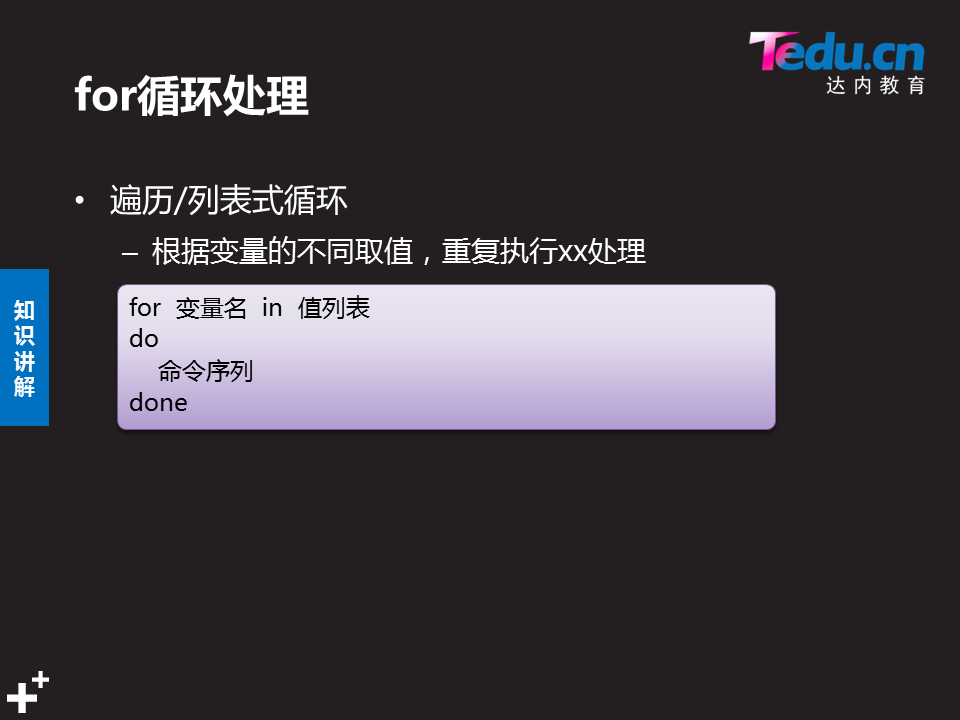 Tedu.cn
达内教育
for循环处理
• 遍历/列表式循环
– 根据变量的不同取值，重复执行xx处理
知识讲解
for 变量名 in 值列表
do
命令序列
done